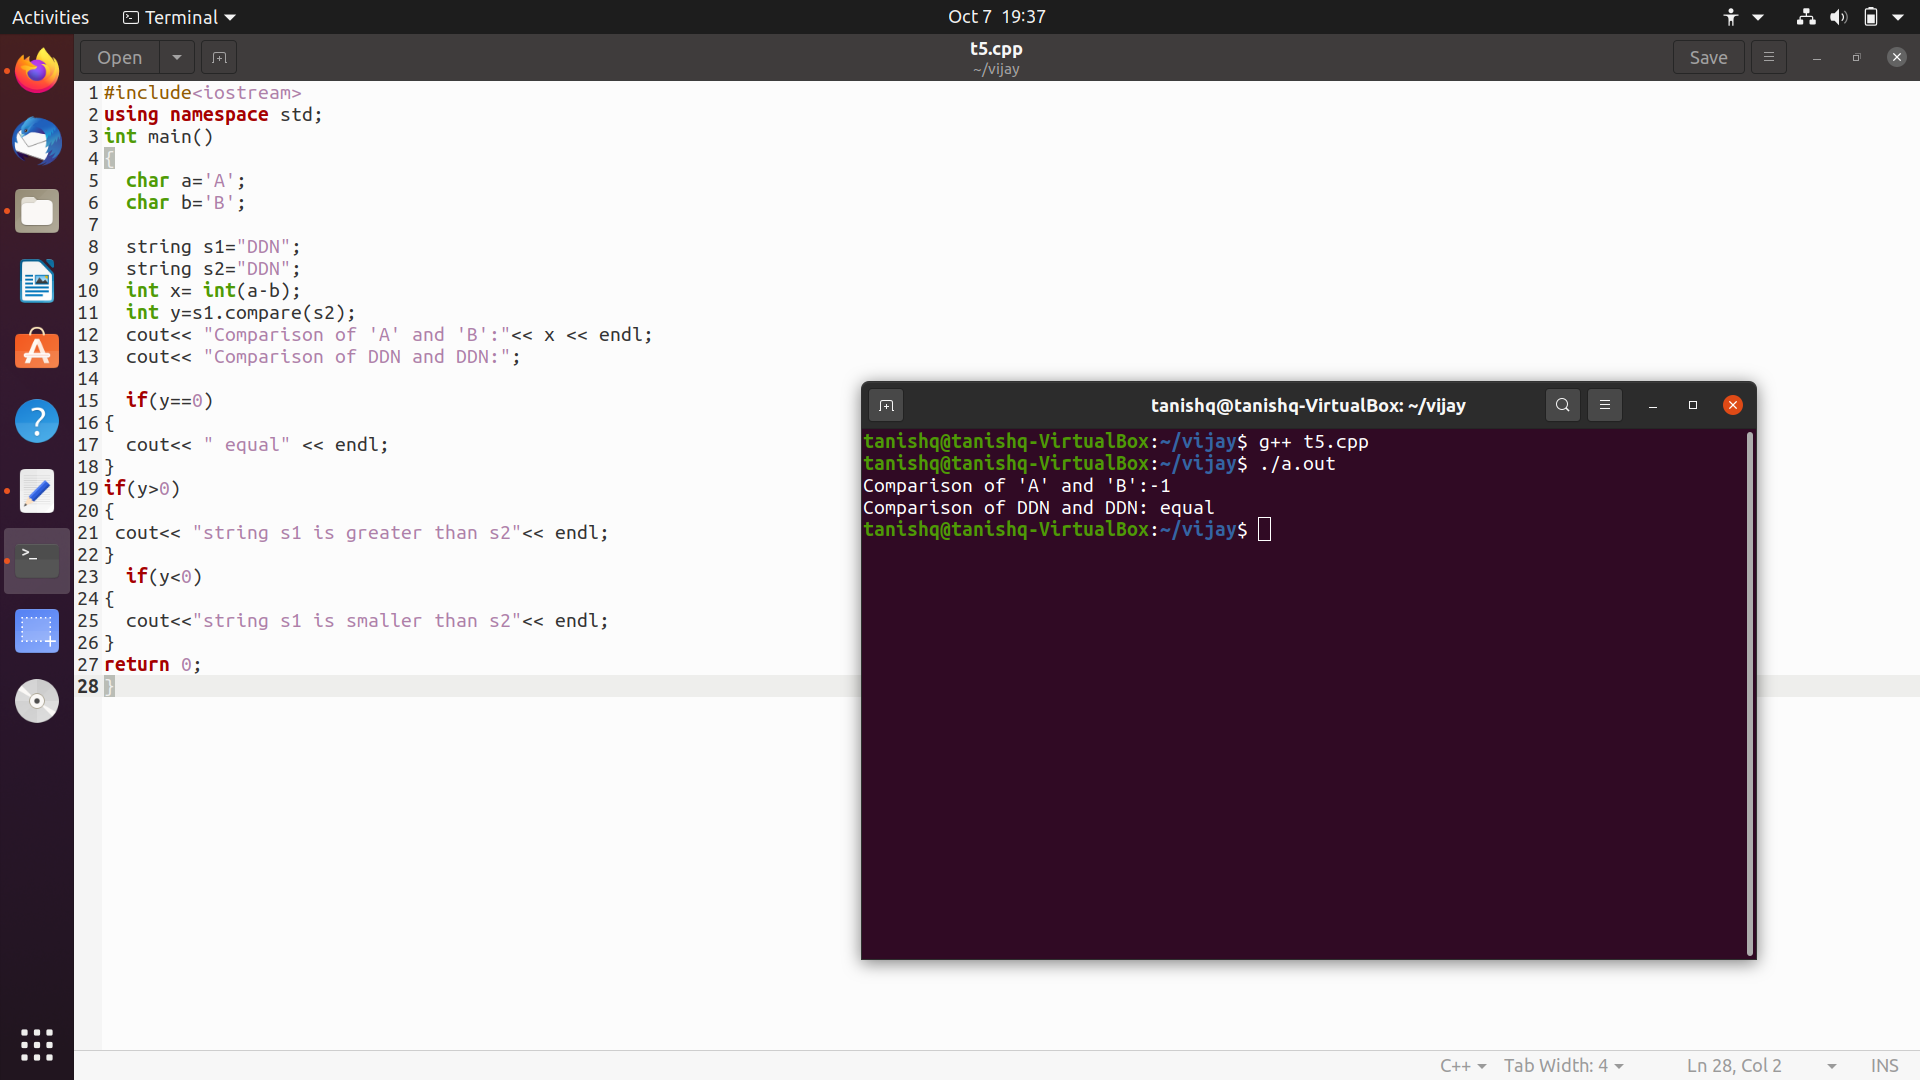 Activities Terminal Oct 7 19:37
Open t5.cpp Save
~/vijay
1 #include<iostream>
2 using namespace std;
3 int main()
4 {
5   char a='A';
6   char b='B';
7
8   string s1="DDN";
9   string s2="DDN";
10   int x= int(a-b);
11   int y=s1.compare(s2);
12   cout<< "Comparison of 'A' and 'B':"<< x << endl;
13   cout<< "Comparison of DDN and DDN:";
14
15   if(y==0)
16 {
17   cout<< " equal" << endl;
18 }
19 if(y>0)
20 {
21  cout<< "string s1 is greater than s2"<< endl;
22 }
23   if(y<0)
24 {
25   cout<<"string s1 is smaller than s2"<< endl;
26 }
27 return 0;
28 }
tanishq@tanishq-VirtualBox: ~/vijay
tanishq@tanishq-VirtualBox:~/vijay$ g++ t5.cpp
tanishq@tanishq-VirtualBox:~/vijay$ ./a.out
Comparison of 'A' and 'B':-1
Comparison of DDN and DDN: equal
tanishq@tanishq-VirtualBox:~/vijay$
C++ Tab Width: 4 Ln 28, Col 2 INS